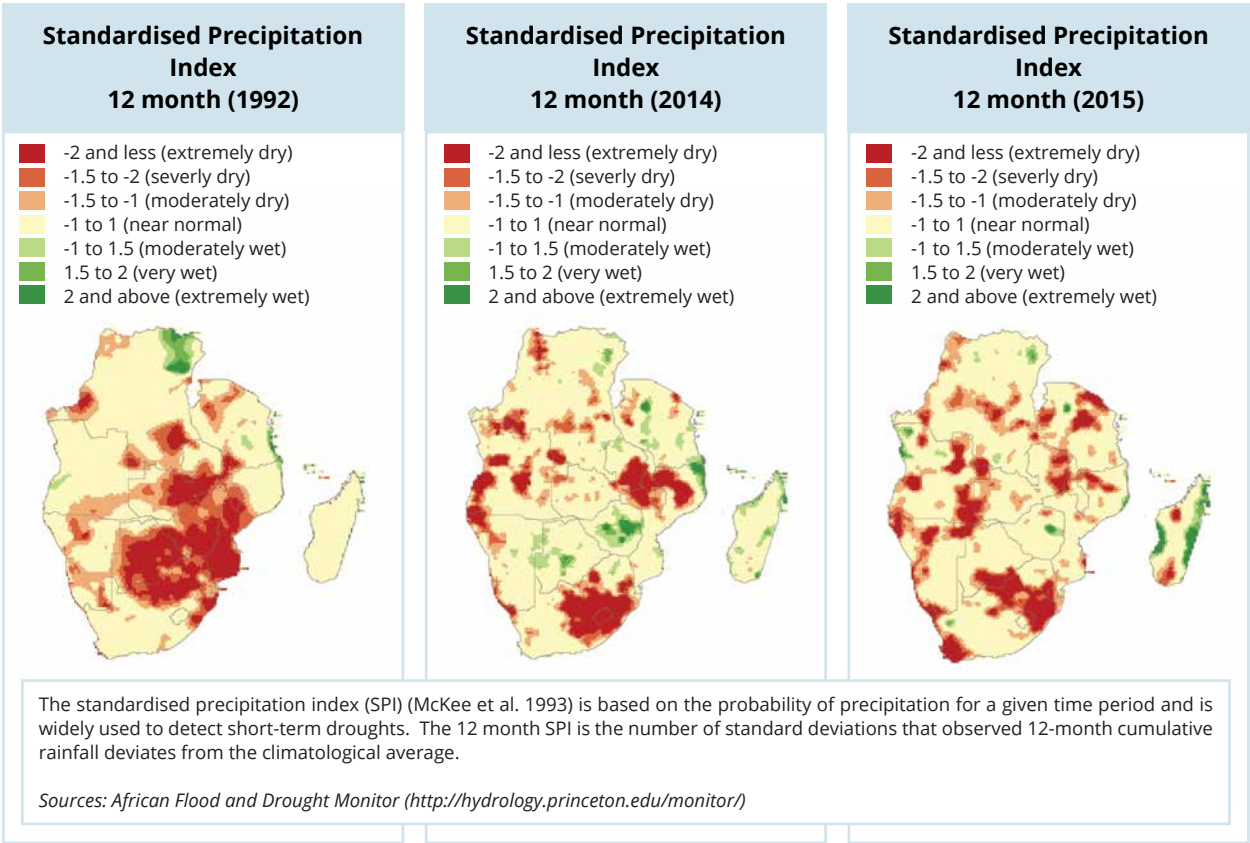 Standardised Precipitation
Index
12 month (1992)
-2 and less (extremely dry)
-1.5 to -2 (severly dry)
-1.5 to -1 (moderately dry)
-1 to 1 (near normal)
-1 to 1.5 (moderately wet)
1.5 to 2 (very wet)
2 and above (extremely wet)
Standardised Precipitation
Index
12 month (2014)
-2 and less (extremely dry)
-1.5 to -2 (severly dry)
-1.5 to -1 (moderately dry)
-1 to 1 (near normal)
-1 to 1.5 (moderately wet)
1.5 to 2 (very wet)
2 and above (extremely wet)
Standardised Precipitation
Index
12 month (2015)
-2 and less (extremely dry)
-1.5 to -2 (severly dry)
-1.5 to -1 (moderately dry)
-1 to 1 (near normal)
-1 to 1.5 (moderately wet)
1.5 to 2 (very wet)
2 and above (extremely wet)
The standardised precipitation index (SPI) (McKee et al. 1993) is based on the probability of precipitation for a given time period and is
widely used to detect short-term droughts. The 12 month SPI is the number of standard deviations that observed 12-month cumulative
rainfall deviates from the climatological average.
Sources: African Flood and Drought Monitor (http://hydrology.princeton.edu/monitor/)